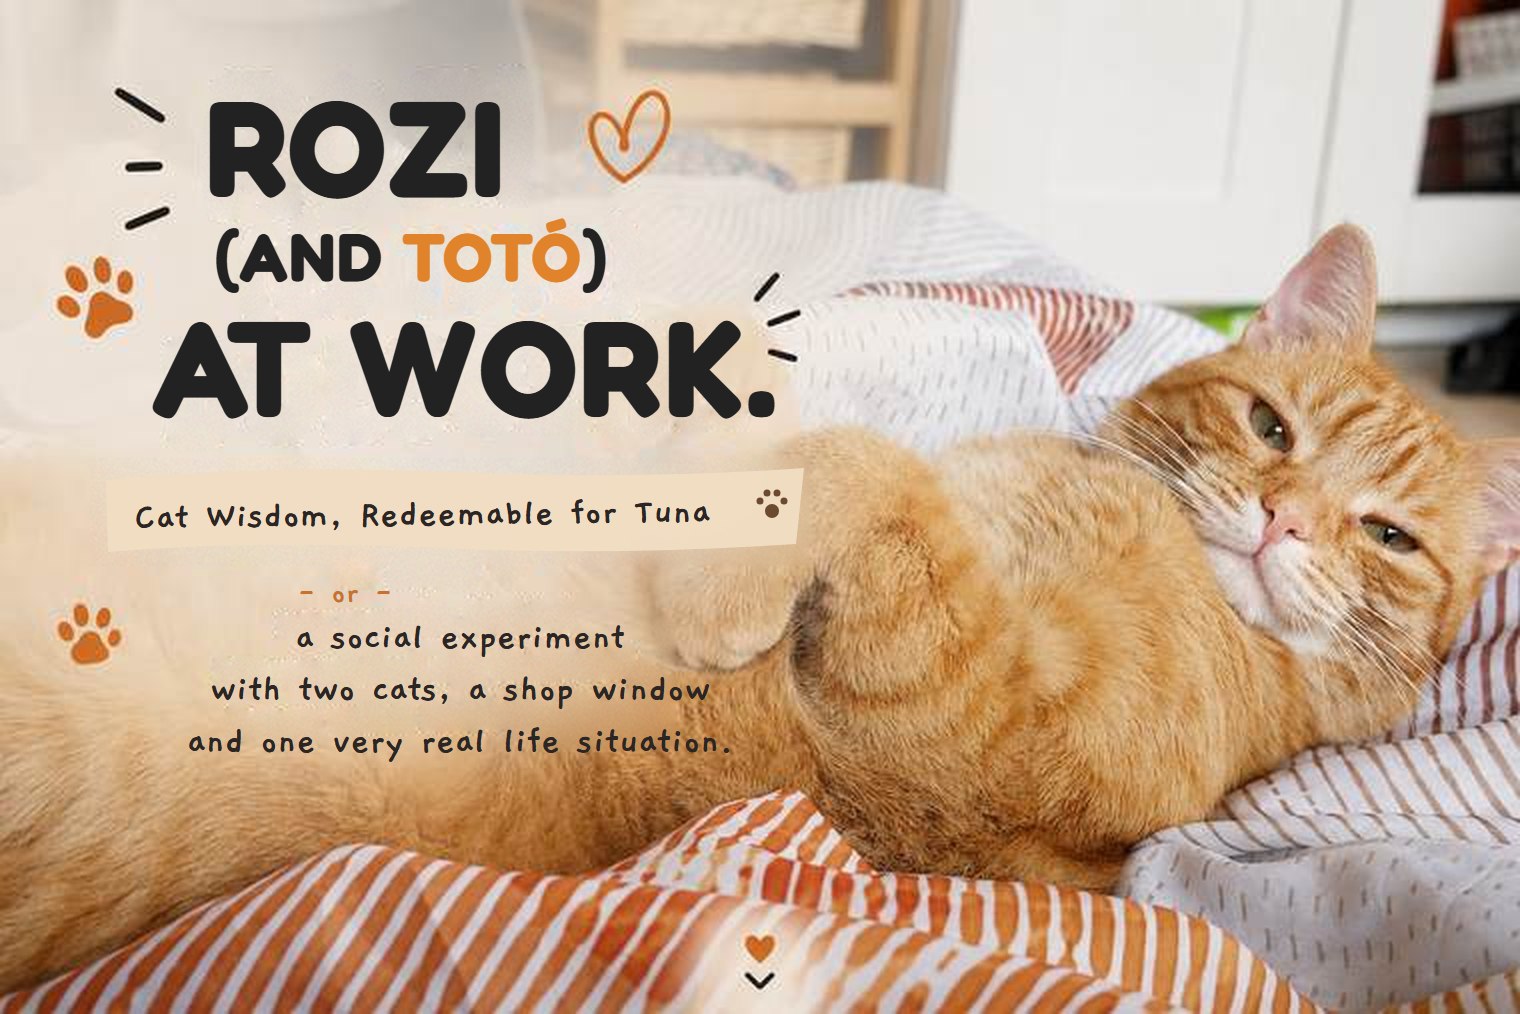 ROZI
(AND TOTÓ)
AT WORK.
Cat Wisdom, Redeemable for Tuna
- or -
a social experiment
with two cats, a shop window
and one very real life situation.